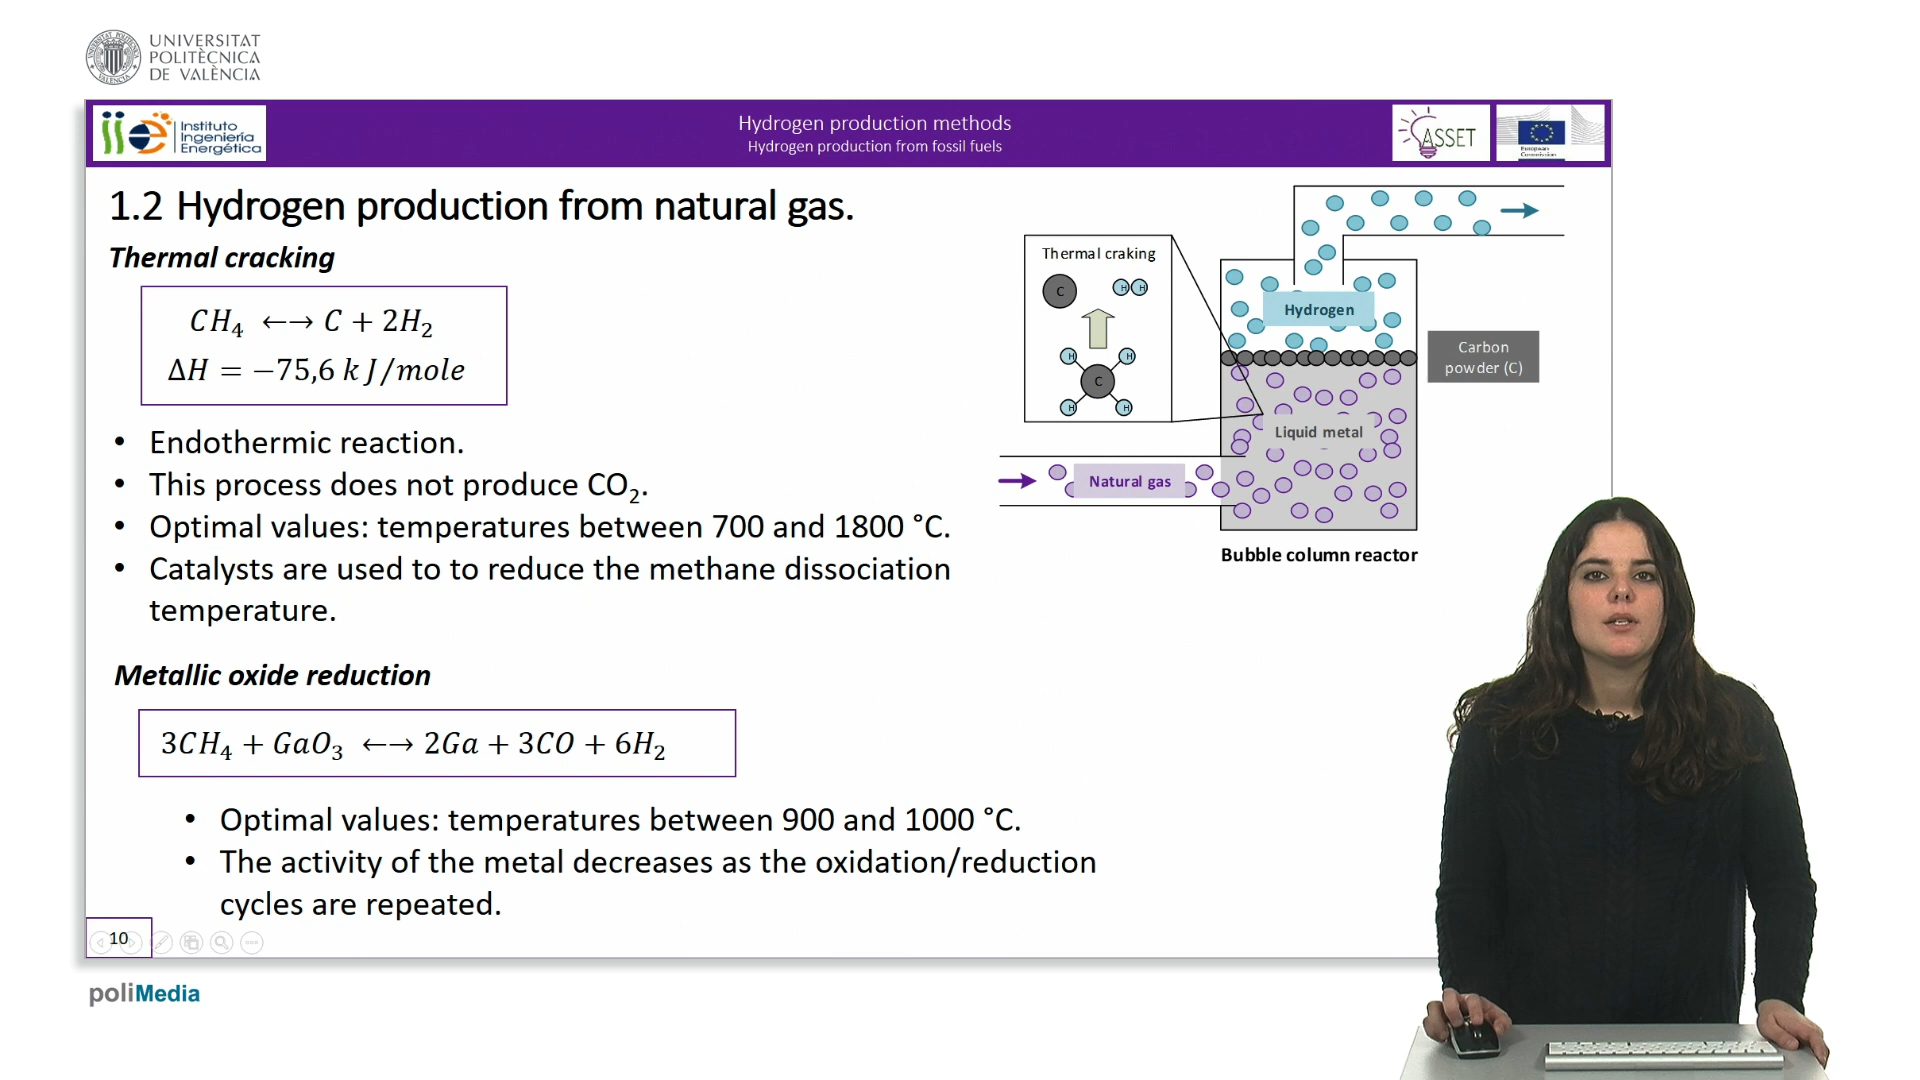 UNIVERSITAT
POLITÈCNICA
DE VALÈNCIA
Instituto
Ingeniería
Energética
Hydrogen production methods
Hydrogen production from fossil fuels
ASSET
European
Commission
1.2 Hydrogen production from natural gas.
Thermal cracking
CH₄ ←→ C + 2H₂
ΔH = −75,6 k J/mole
• Endothermic reaction.
• This process does not produce CO₂.
• Optimal values: temperatures between 700 and 1800 °C.
• Catalysts are used to to reduce the methane dissociation
temperature.
Thermal craking
C
H H
H H
C
H H
Hydrogen
Carbon
powder (C)
Liquid metal
Natural gas
Bubble column reactor
Metallic oxide reduction
3CH₄ + GaO₃ ←→ 2Ga + 3CO + 6H₂
• Optimal values: temperatures between 900 and 1000 °C.
• The activity of the metal decreases as the oxidation/reduction
cycles are repeated.
10
poliMedia